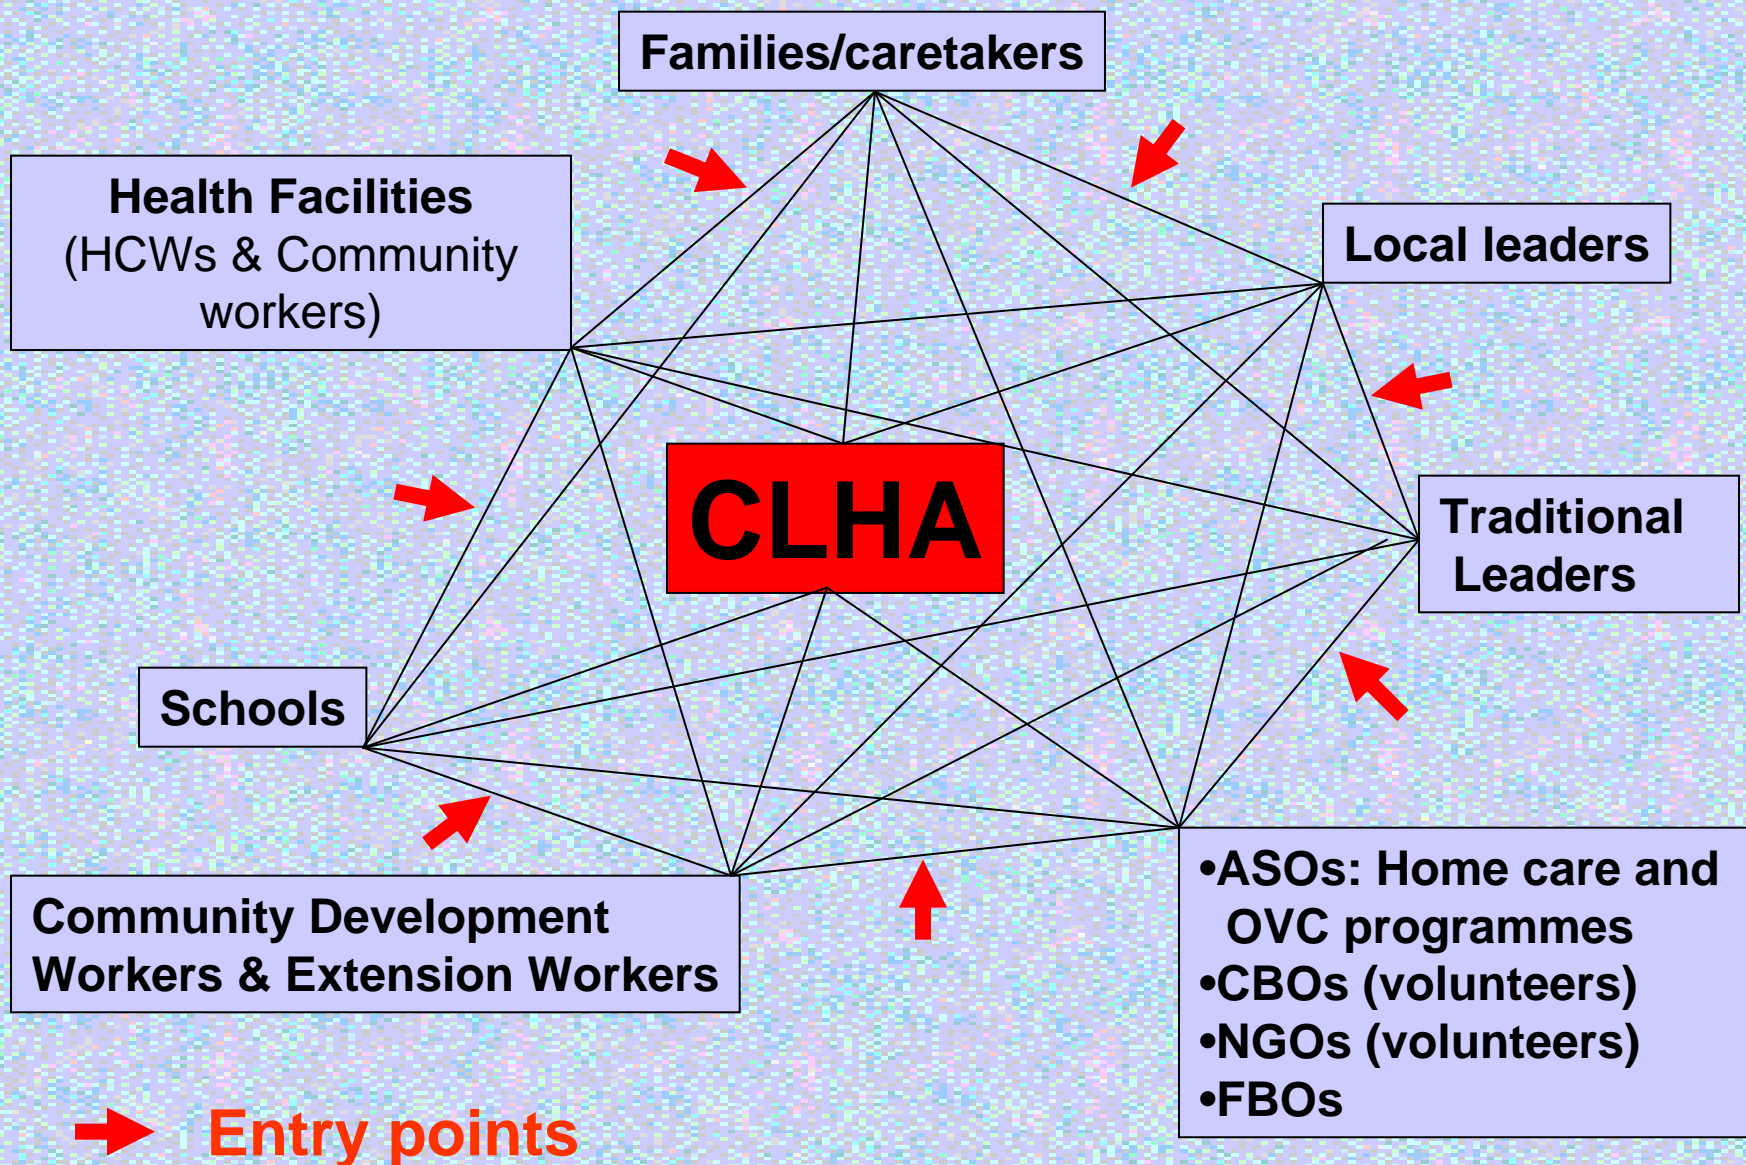 Families/caretakers
Health Facilities
(HCWs & Community
workers)
Local leaders
CLHA
Traditional
Leaders
Schools
Community Development
Workers & Extension Workers
•ASOs: Home care and
OVC programmes
•CBOs (volunteers)
•NGOs (volunteers)
•FBOs
Entry points